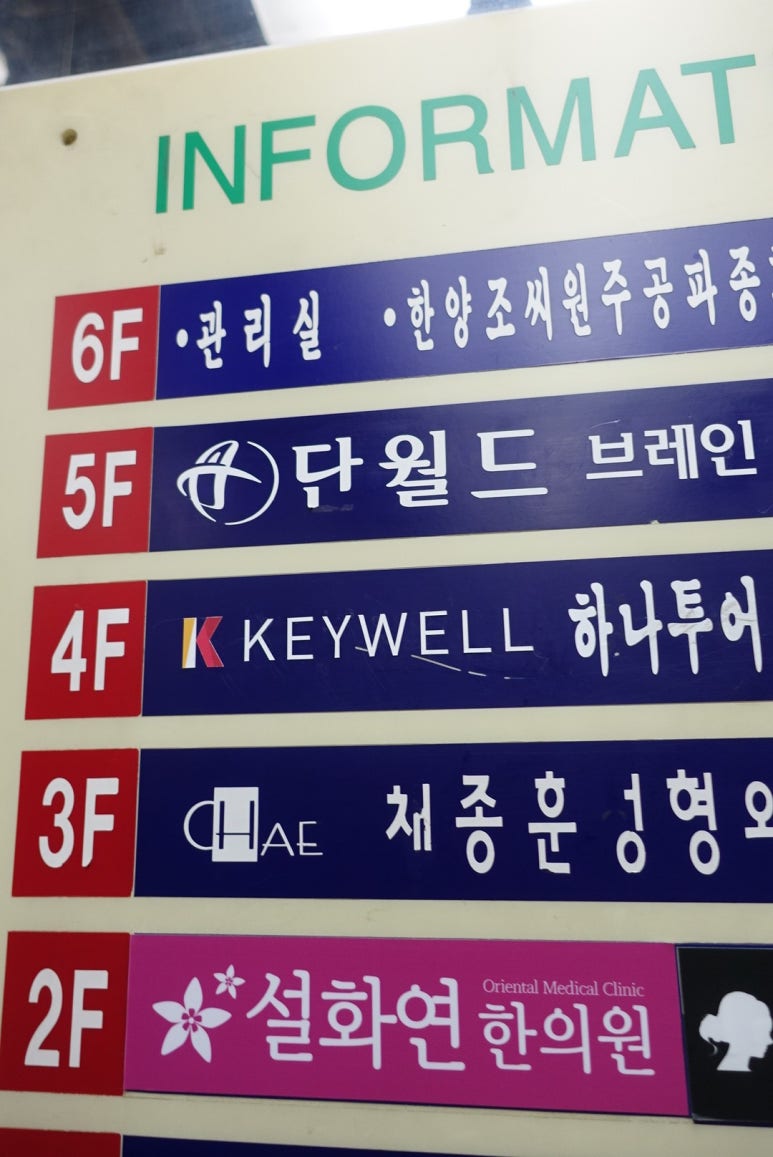 INFORMAT
6F •관리실 •한양조씨원주공파종
5F 단월드 브레인
4F K KEYWELL 하나투어
3F CHAE 채종훈성형외
2F 설화연 한의원 Oriental Medical Clinic